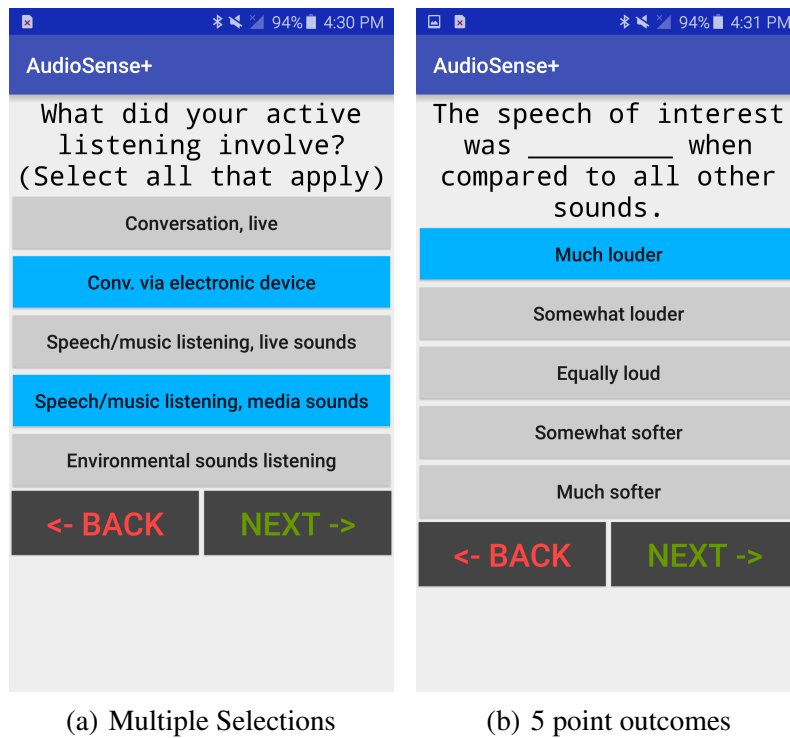 94% 4:30 PM
AudioSense+
What did your active
listening involve?
(Select all that apply)
Conversation, live
Conv. via electronic device
Speech/music listening, live sounds
Speech/music listening, media sounds
Environmental sounds listening
<- BACK NEXT ->
(a) Multiple Selections
94% 4:31 PM
AudioSense+
The speech of interest
was __________ when
compared to all other
sounds.
Much louder
Somewhat louder
Equally loud
Somewhat softer
Much softer
<- BACK NEXT ->
(b) 5 point outcomes